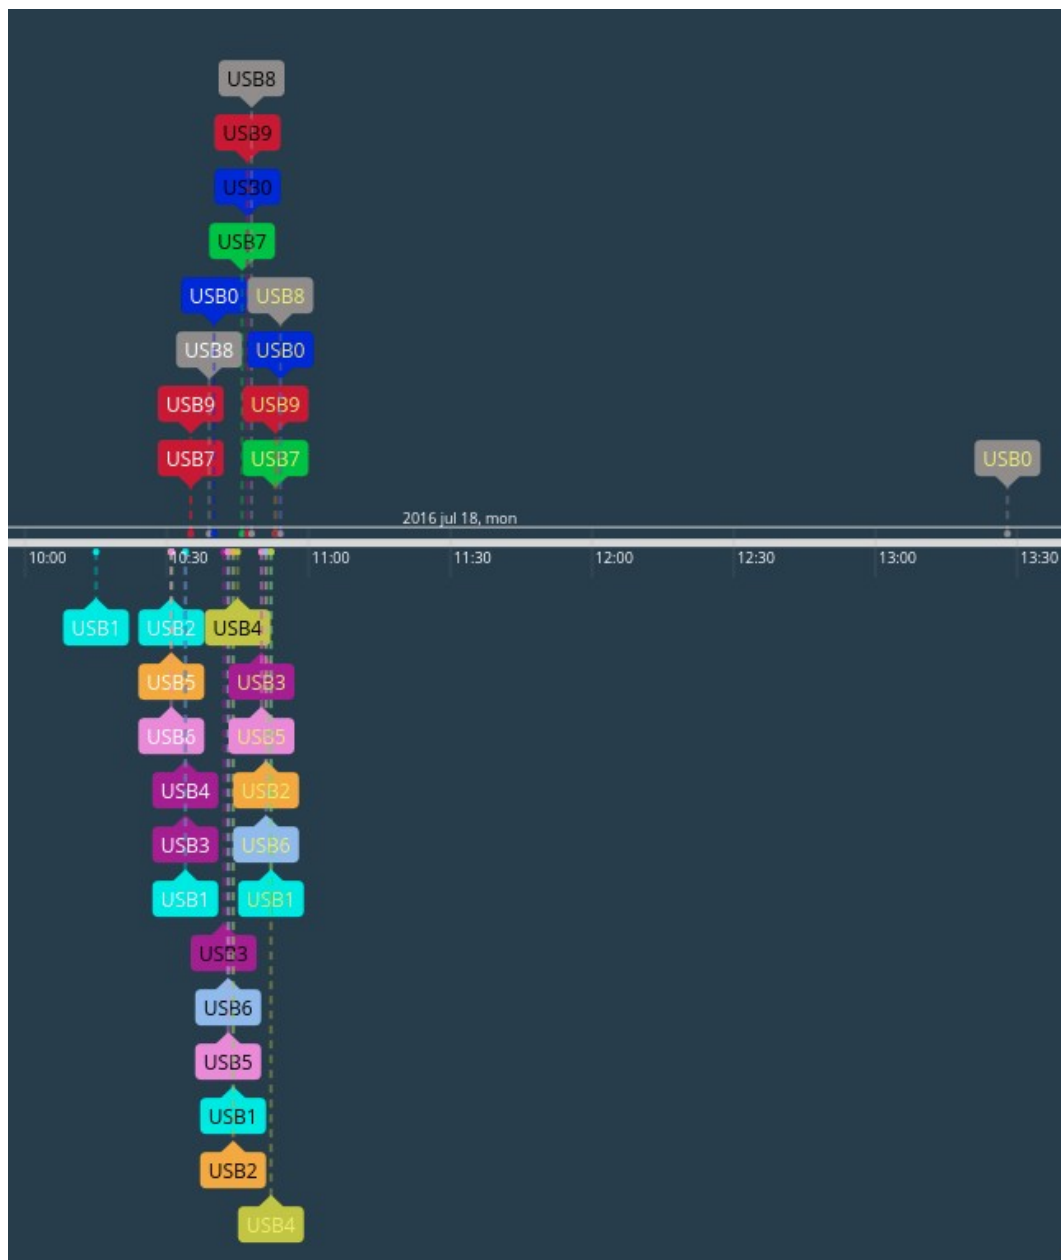 USB8
USB9
USB0
USB7
USB0 USB8
USB8 USB0
USB9 USB9
USB7 USB7 USB0
2016 jul 18, mon
10:00 10:30 11:00 11:30 12:00 12:30 13:00 13:30
USB1 USB2 USB4
USB5 USB3
USB6 USB5
USB4 USB2
USB3 USB6
USB1 USB1
USB3
USB6
USB5
USB1
USB2
USB4